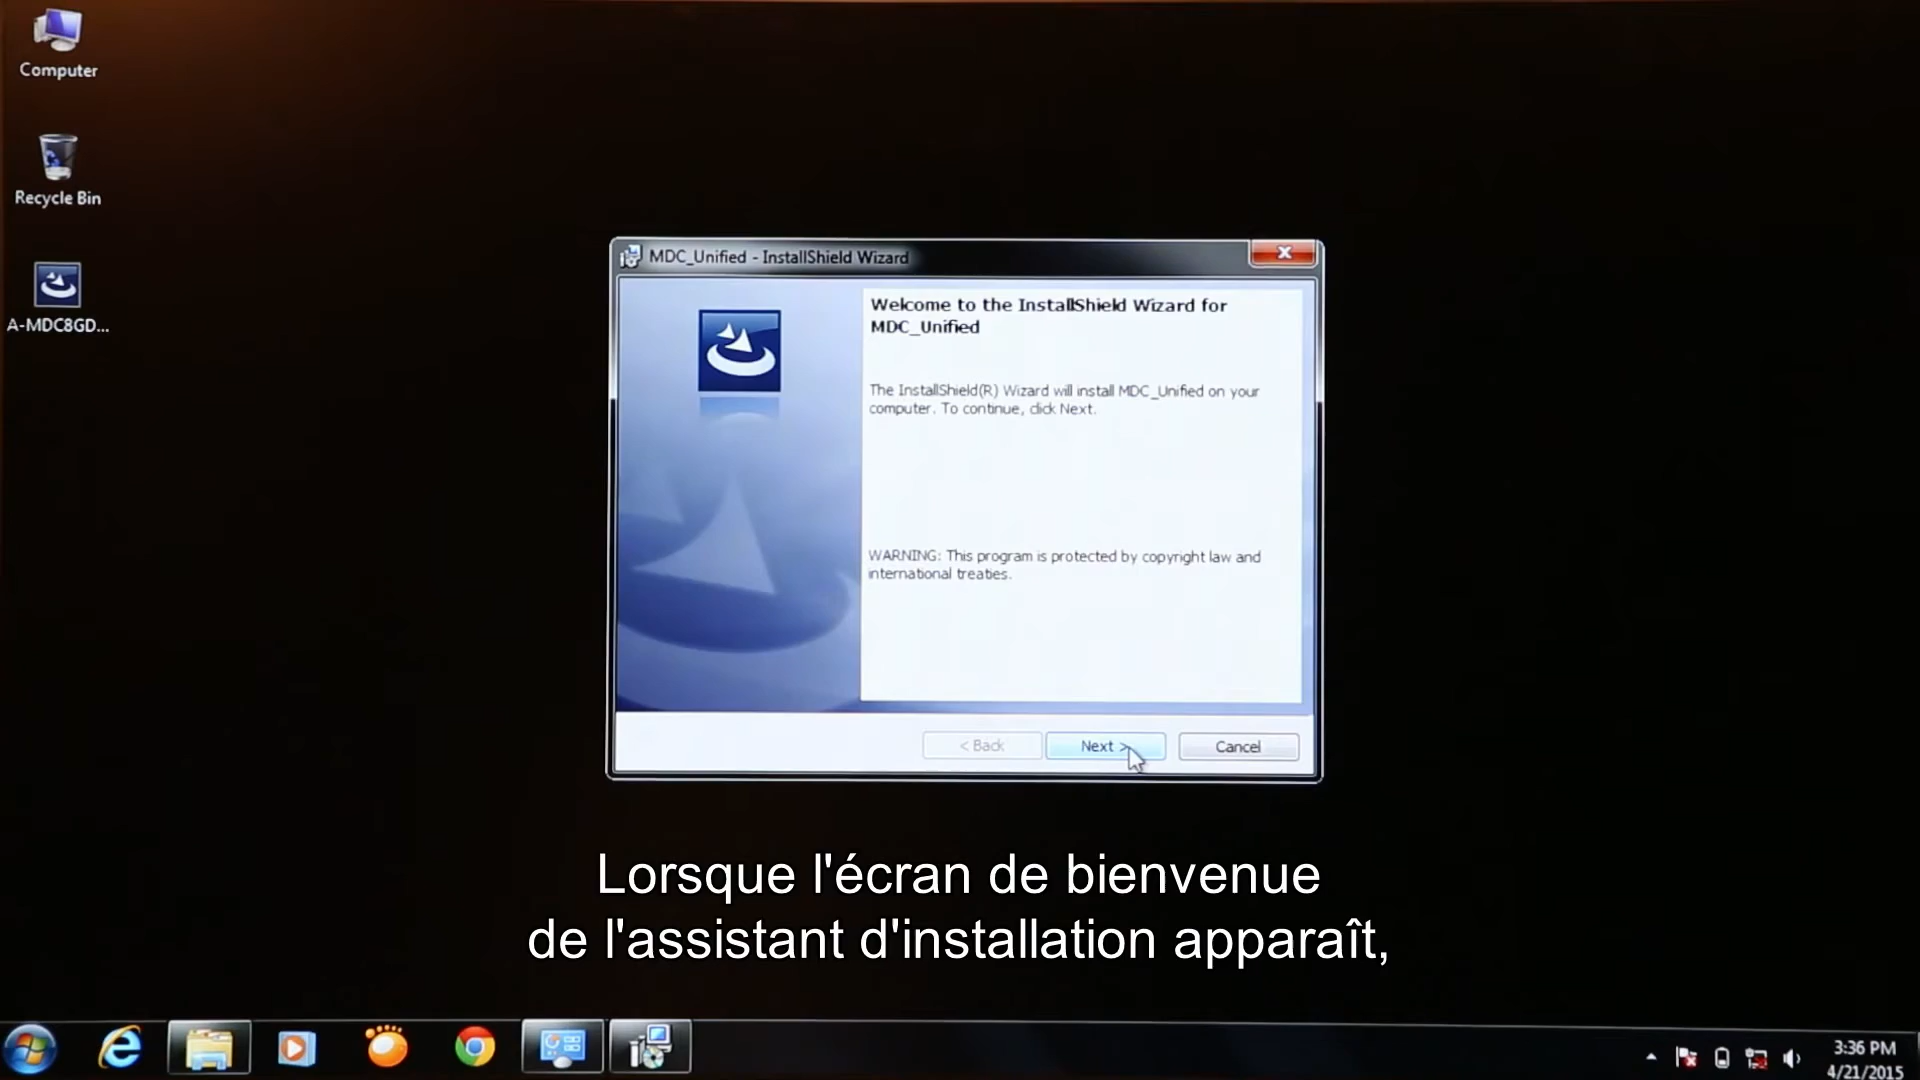 Computer
Recycle Bin
A-MDC8GD...
MDC_Unified - InstallShield Wizard
Welcome to the InstallShield Wizard for
MDC_Unified
The InstallShield(R) Wizard will install MDC_Unified on your
computer. To continue, click Next.
WARNING: This program is protected by copyright law and
international treaties.
< Back
Next >
Cancel
Lorsque l'écran de bienvenue
de l'assistant d'installation apparaît,
3:36 PM
4/21/2015